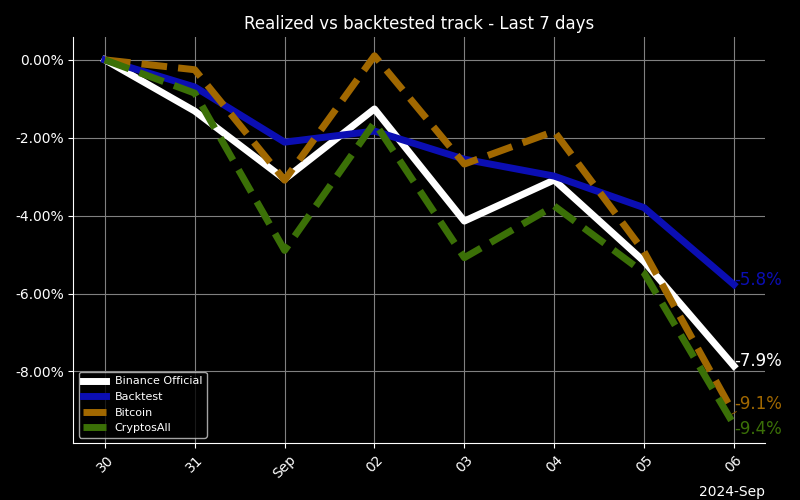 Realized vs backtested track - Last 7 days
0.00%
-2.00%
-4.00%
-6.00%
-8.00%
-5.8%
-7.9%
-9.1%
-9.4%
Binance Official
Backtest
Bitcoin
CryptosAll
30
31
Sep
02
03
04
05
06
2024-Sep